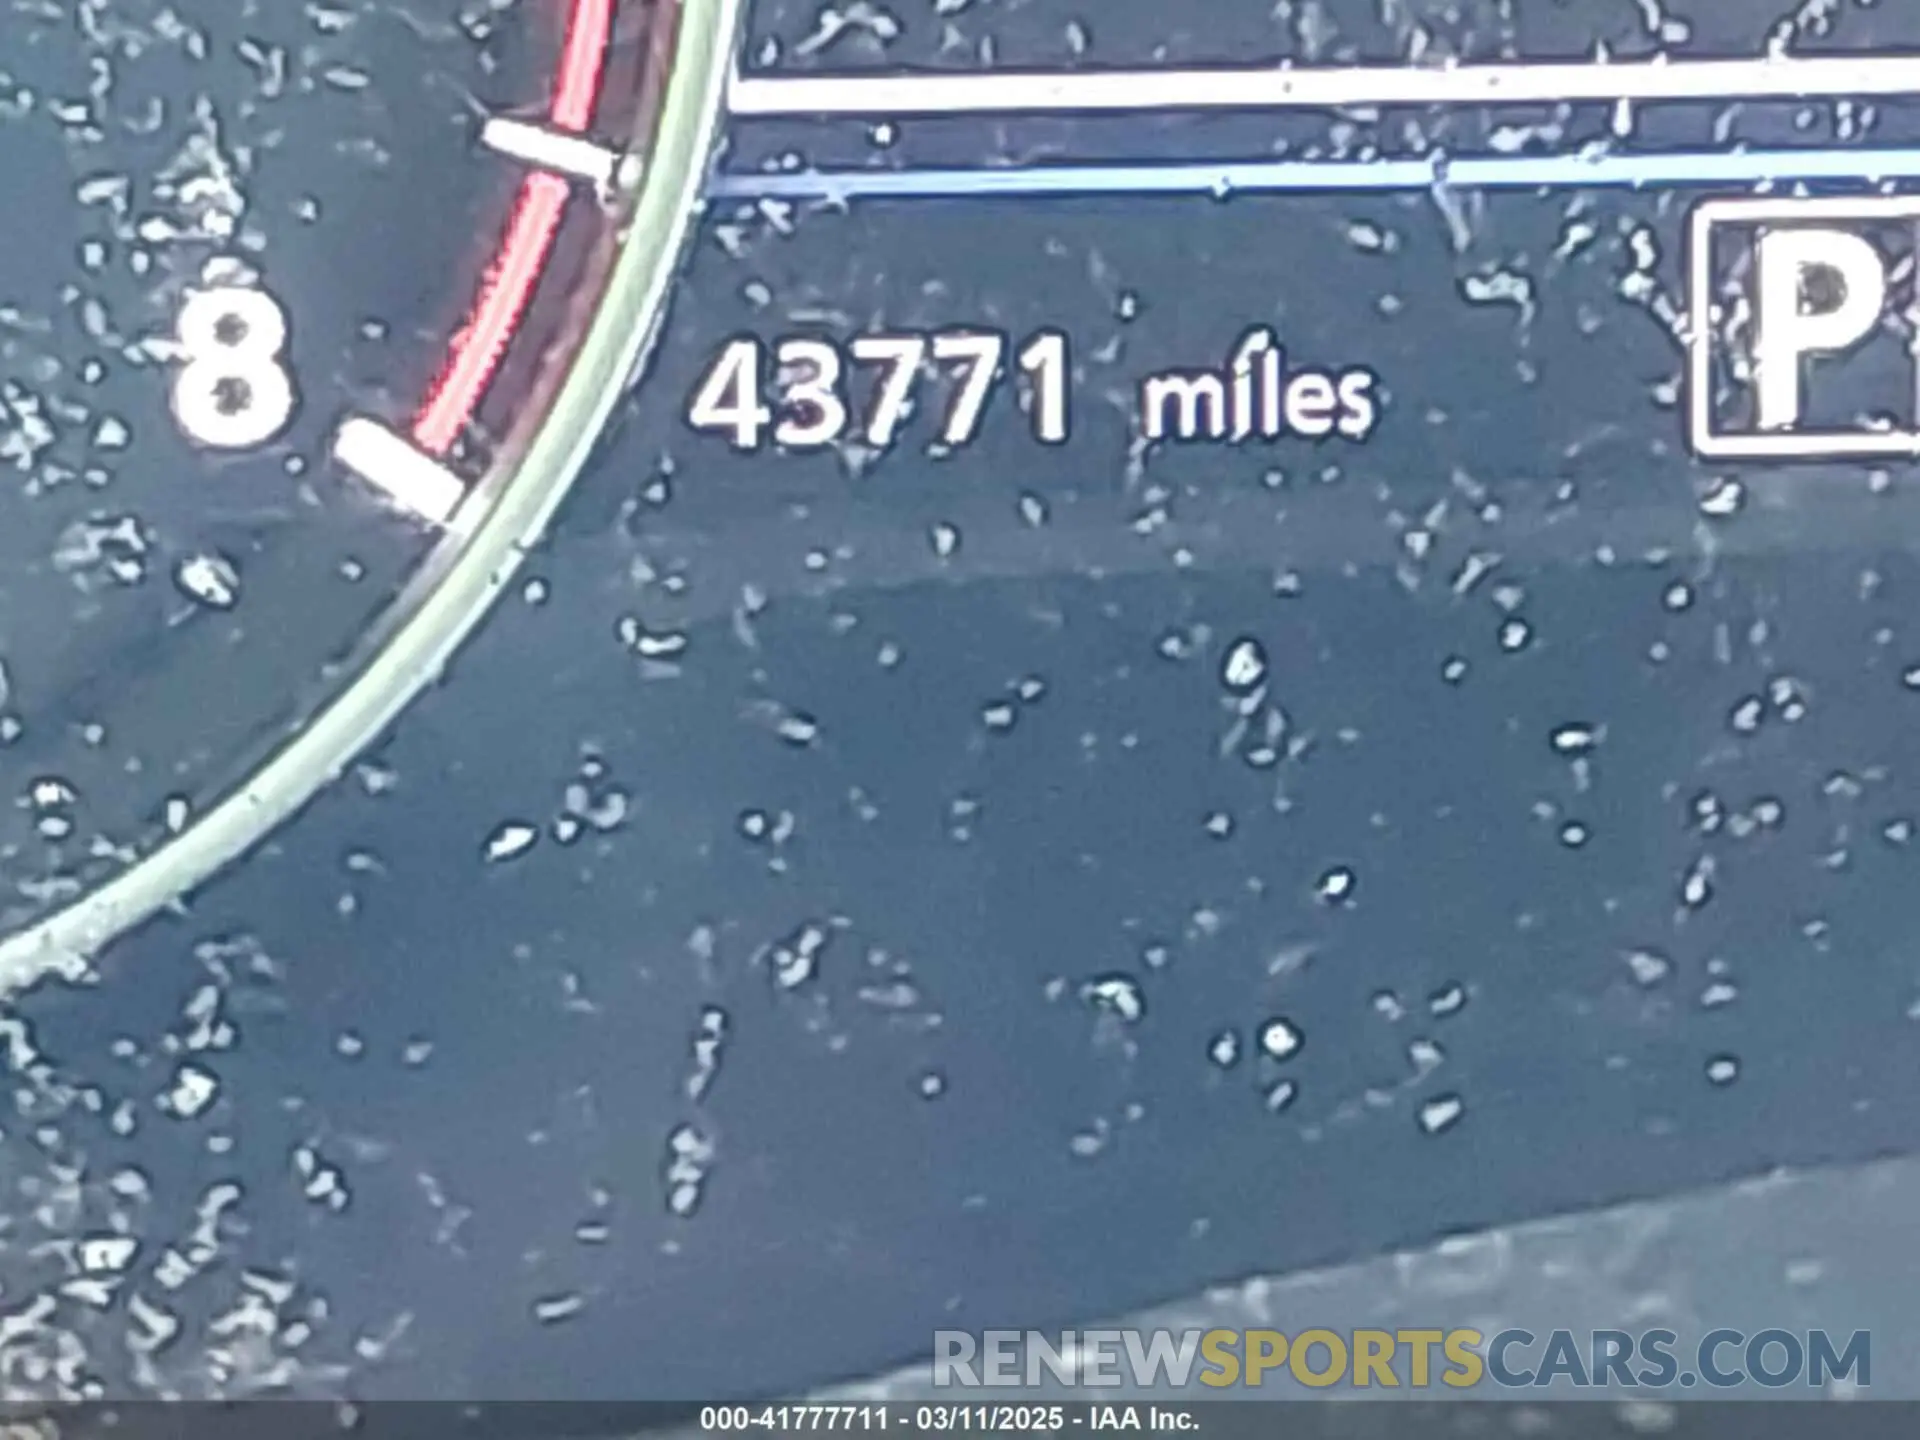 8
43771 miles
P
RENEWSPORTSCARS.COM
000-41777711 - 03/11/2025 - IAA Inc.